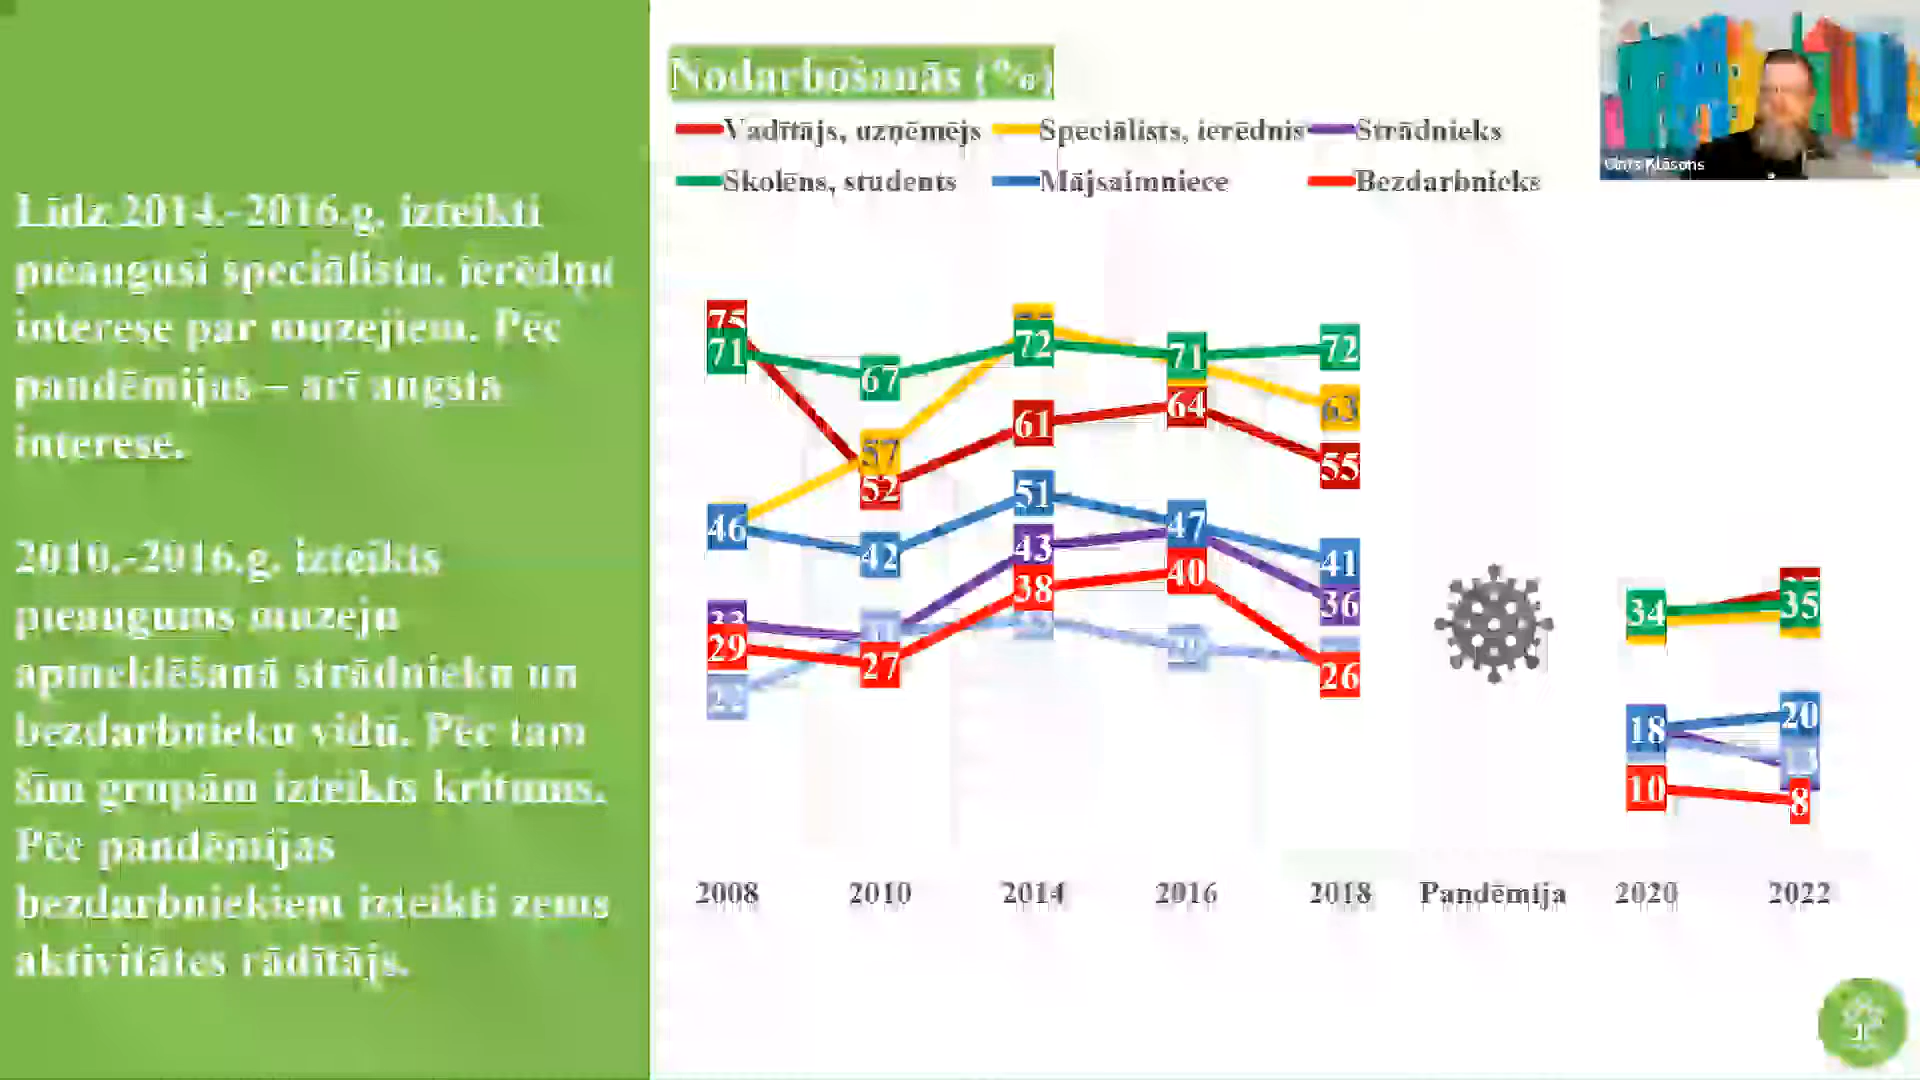 Līdz 2014.-2016.g. izteikti
pieaugusi speciālistu, ierēdņu
interese par muzejiem. Pēc
pandēmijas – arī augsta
interese.
2010.-2016.g. izteikts
pieaugums muzeju
apmeklēšanā strādnieku un
bezdarbnieku vidū. Pēc tam
šīm grupām izteikts kritums.
Pēc pandēmijas
bezdarbniekiem izteikti zems
aktivitātes rādītājs.
Nodarbošanās (%)
Vadītājs, uzņēmējs Speciālists, ierēdnis Strādnieks
Skolēns, students Mājsaimniece Bezdarbnieks
75
71 67 72 71 72
57 63
52 61 64 55
46 42 51 47 41
33 43 36
29 27 38 40 26
22
34 35
18 20
13
10 8
2008 2010 2014 2016 2018 Pandēmija 2020 2022
Klāsons